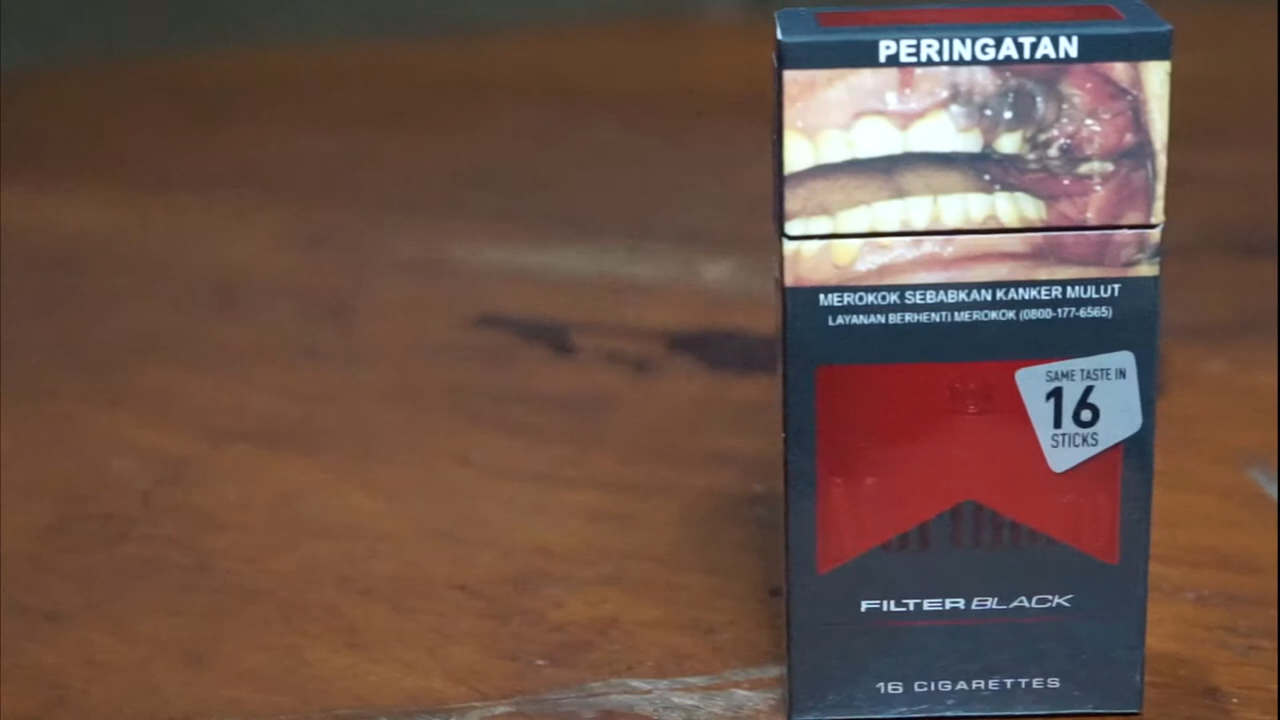 PERINGATAN
MEROKOK SEBABKAN KANKER MULUT
LAYANAN BERHENTI MEROKOK (0800-177-6565)
SAME TASTE IN
16
STICKS
FILTER BLACK
16 CIGARETTES